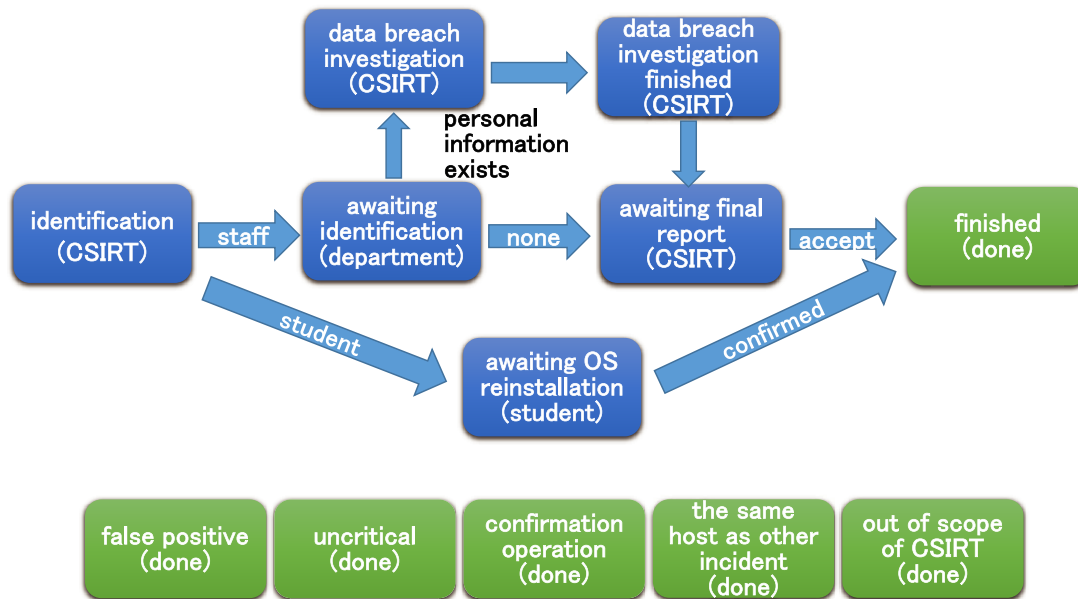 data breach
investigation
(CSIRT)
data breach
investigation
finished
(CSIRT)
personal
information
exists
identification
(CSIRT)
staff
awaiting
identification
(department)
none
awaiting final
report
(CSIRT)
accept
finished
(done)
student
awaiting OS
reinstallation
(student)
confirmed
false positive
(done)
uncritical
(done)
confirmation
operation
(done)
the same
host as other
incident
(done)
out of scope
of CSIRT
(done)